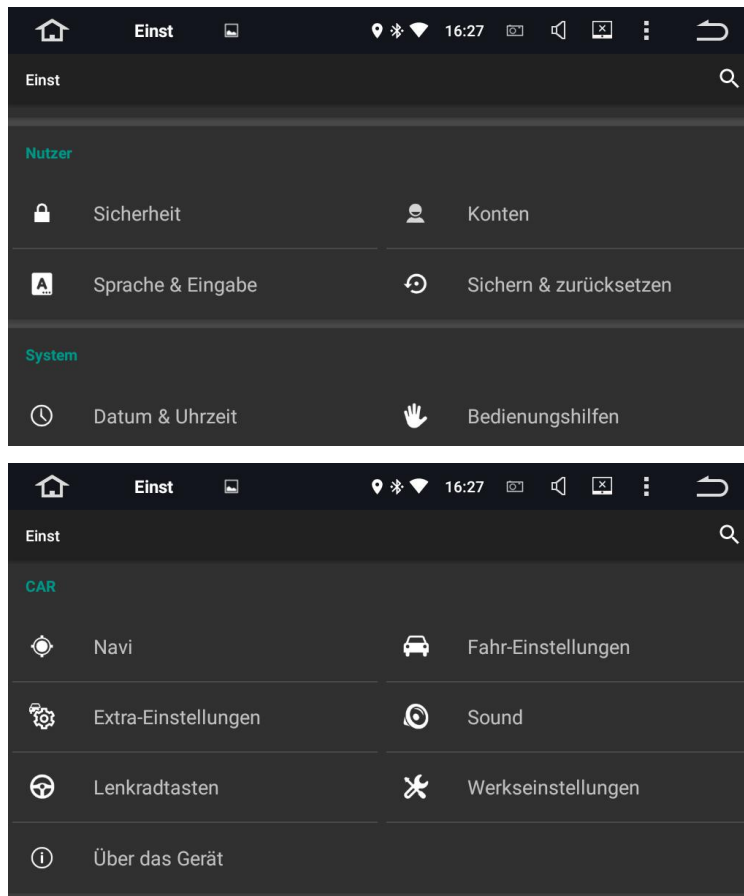 Einst 16:27
Einst
Nutzer
Sicherheit Konten
Sprache & Eingabe Sichern & zurücksetzen
System
Datum & Uhrzeit Bedienungshilfen
Einst 16:27
Einst
CAR
Navi Fahr-Einstellungen
Extra-Einstellungen Sound
Lenkradtasten Werkseinstellungen
Über das Gerät